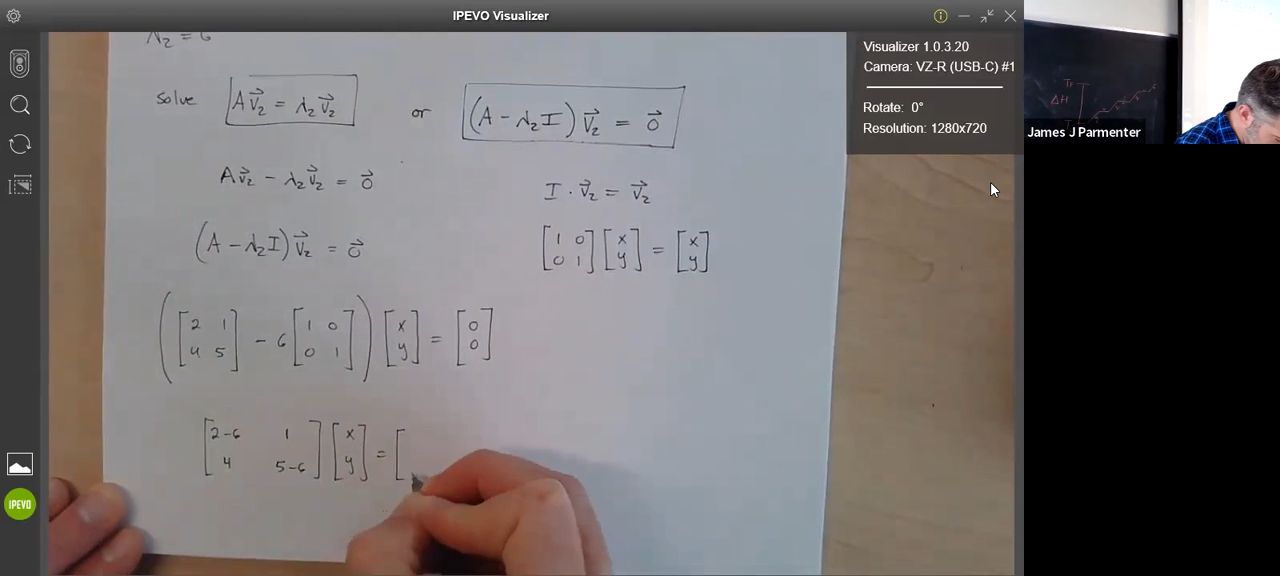 IPEVO Visualizer
Visualizer 1.0.3.20
Camera: VZ-R (USB-C) #1
Rotate: 0°
Resolution: 1280x720
James J Parmenter
ΔH
λ₂ = 6
solve A v⃗₂ = λ₂ v⃗₂ or (A - λ₂I) v⃗₂ = 0⃗
A v⃗₂ - λ₂ v⃗₂ = 0⃗
I · v⃗₂ = v⃗₂
(A - λ₂I) v⃗₂ = 0⃗
[1 0; 0 1] [x; y] = [x; y]
([2 1; 4 5] - 6 [1 0; 0 1]) [x; y] = [0; 0]
[2-6 1; 4 5-6] [x; y] = [
IPEVO